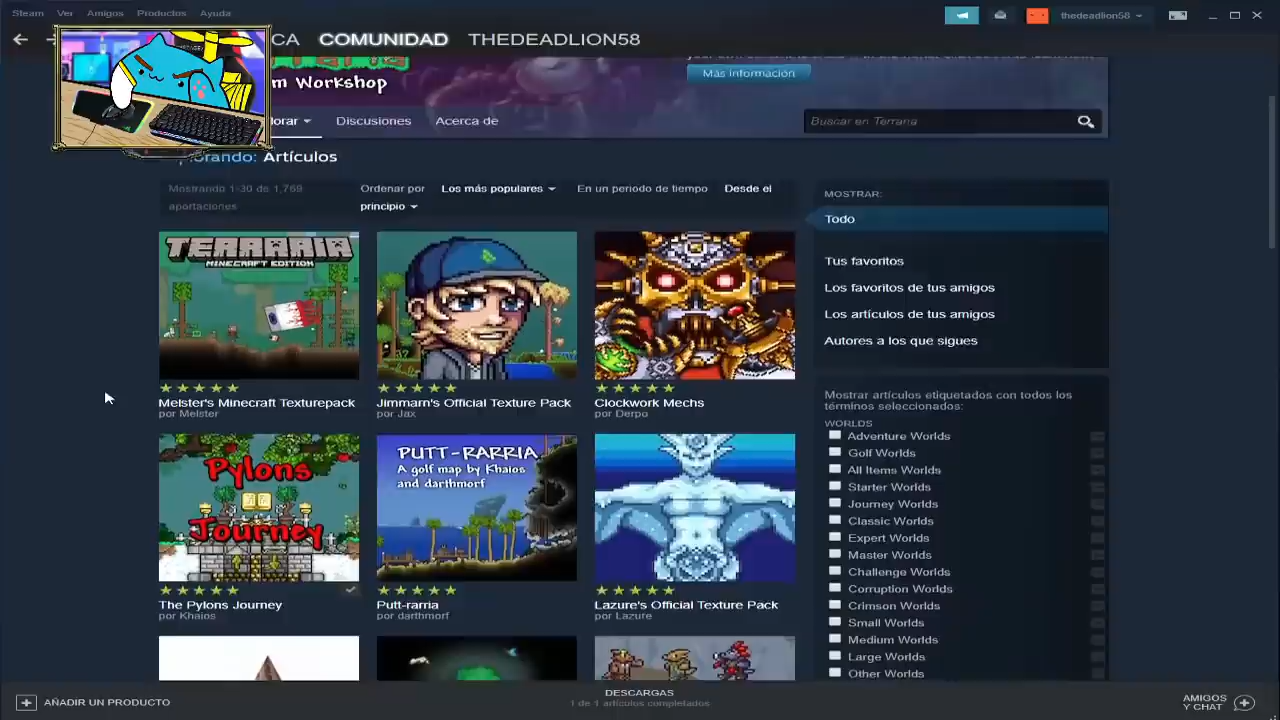 Steam Ver Amigos Productos Ayuda
thedeadlion58
CA COMUNIDAD THEDEADLION58
m Workshop
Más información
orar Discusiones Acerca de
Buscar en Terraria
orando: Artículos
Mostrando 1-30 de 1,769 aportaciones
Ordenar por Los más populares En un periodo de tiempo Desde el
principio
MOSTRAR:
Todo
Tus favoritos
Los favoritos de tus amigos
Los artículos de tus amigos
Autores a los que sigues
TERRARIA
MINECRAFT EDITION
Meister's Minecraft Texturepack
por Meister
Jimmarn's Official Texture Pack
por Jax
Clockwork Mechs
por Derpo
Pylons
Journey
The Pylons Journey
por Khaios
PUTT-RARRIA
A golf map by Khaios
and darthmorf
Putt-rarria
por darthmorf
Lazure's Official Texture Pack
por Lazure
Mostrar artículos etiquetados con todos los
términos seleccionados:
WORLDS
Adventure Worlds
Golf Worlds
All Items Worlds
Starter Worlds
Journey Worlds
Classic Worlds
Expert Worlds
Master Worlds
Challenge Worlds
Corruption Worlds
Crimson Worlds
Small Worlds
Medium Worlds
Large Worlds
Other Worlds
AÑADIR UN PRODUCTO
DESCARGAS
1 de 1 artículos completados
AMIGOS
Y CHAT